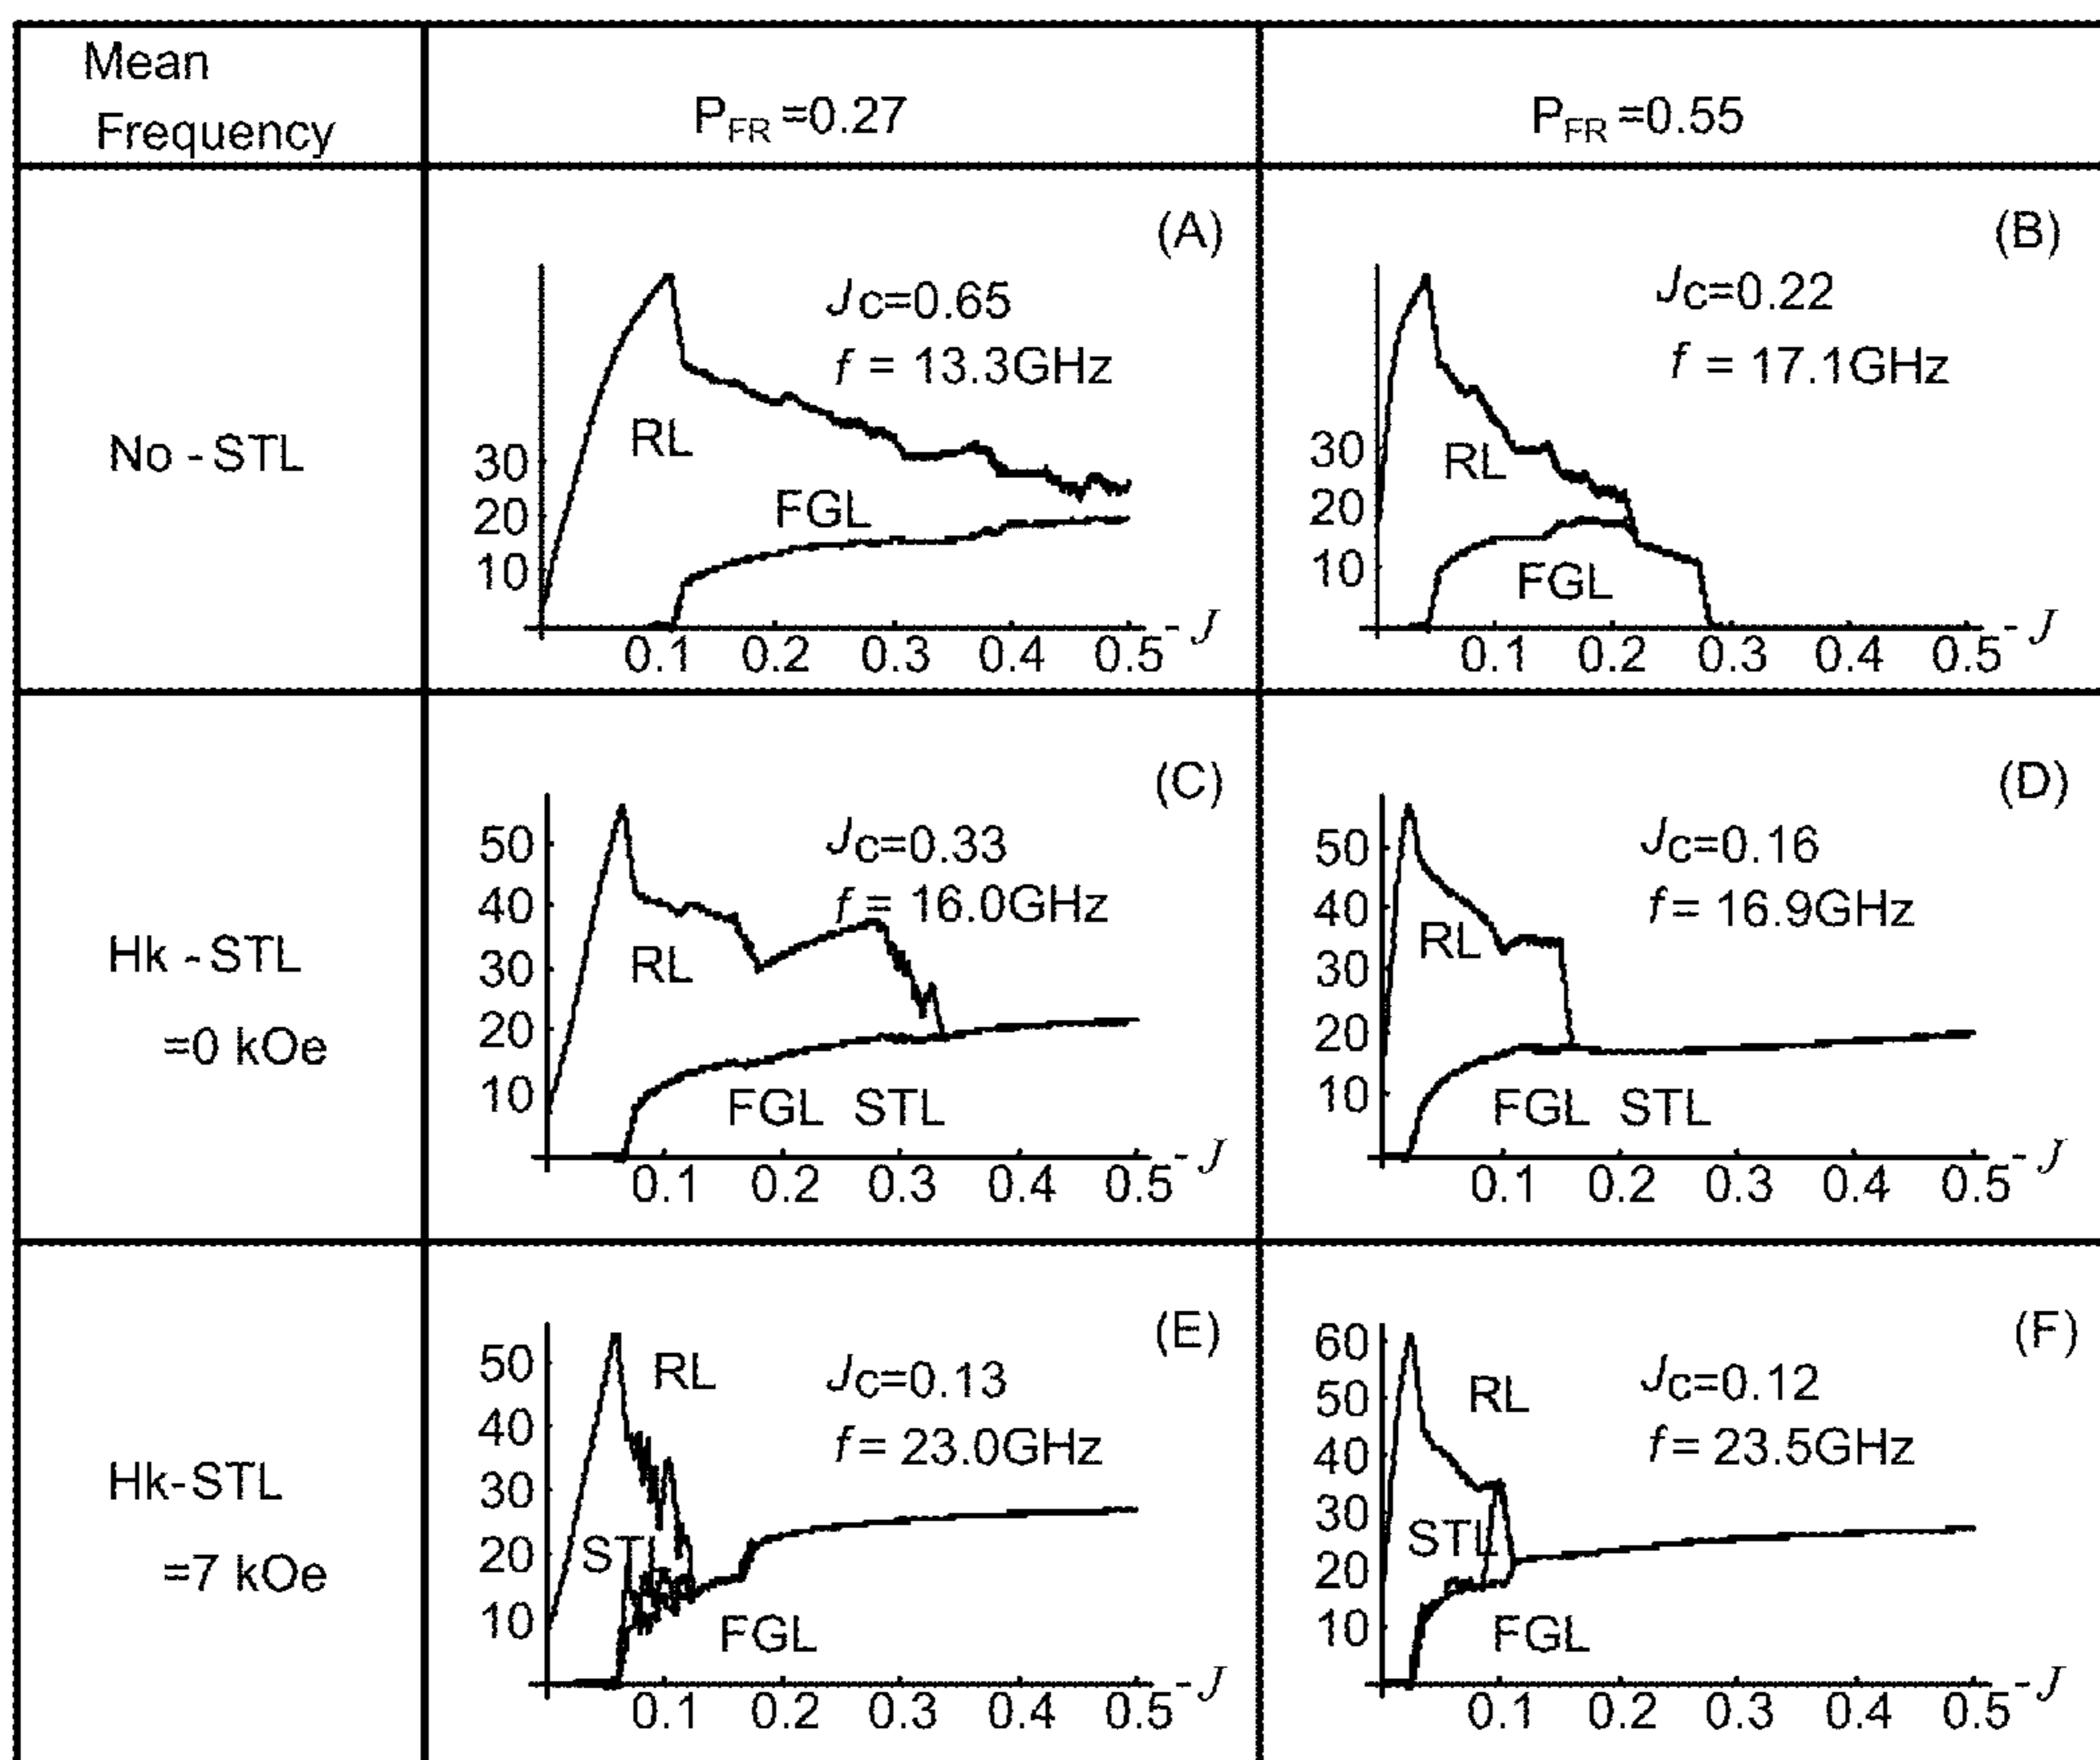 Mean
Frequency
P_FR =0.27
P_FR =0.55
No - STL
(A)
Jc=0.65
f = 13.3GHz
RL
FGL
30
20
10
0.1 0.2 0.3 0.4 0.5 - J
(B)
Jc=0.22
f = 17.1GHz
RL
FGL
30
20
10
0.1 0.2 0.3 0.4 0.5 - J
Hk - STL
=0 kOe
(C)
Jc=0.33
f = 16.0GHz
RL
FGL STL
50
40
30
20
10
0.1 0.2 0.3 0.4 0.5 - J
(D)
Jc=0.16
f = 16.9GHz
RL
FGL STL
50
40
30
20
10
0.1 0.2 0.3 0.4 0.5 - J
Hk-STL
=7 kOe
(E)
Jc=0.13
f = 23.0GHz
RL
STL
FGL
50
40
30
20
10
0.1 0.2 0.3 0.4 0.5 - J
(F)
Jc=0.12
f = 23.5GHz
RL
STL
FGL
60
50
40
30
20
10
0.1 0.2 0.3 0.4 0.5 - J